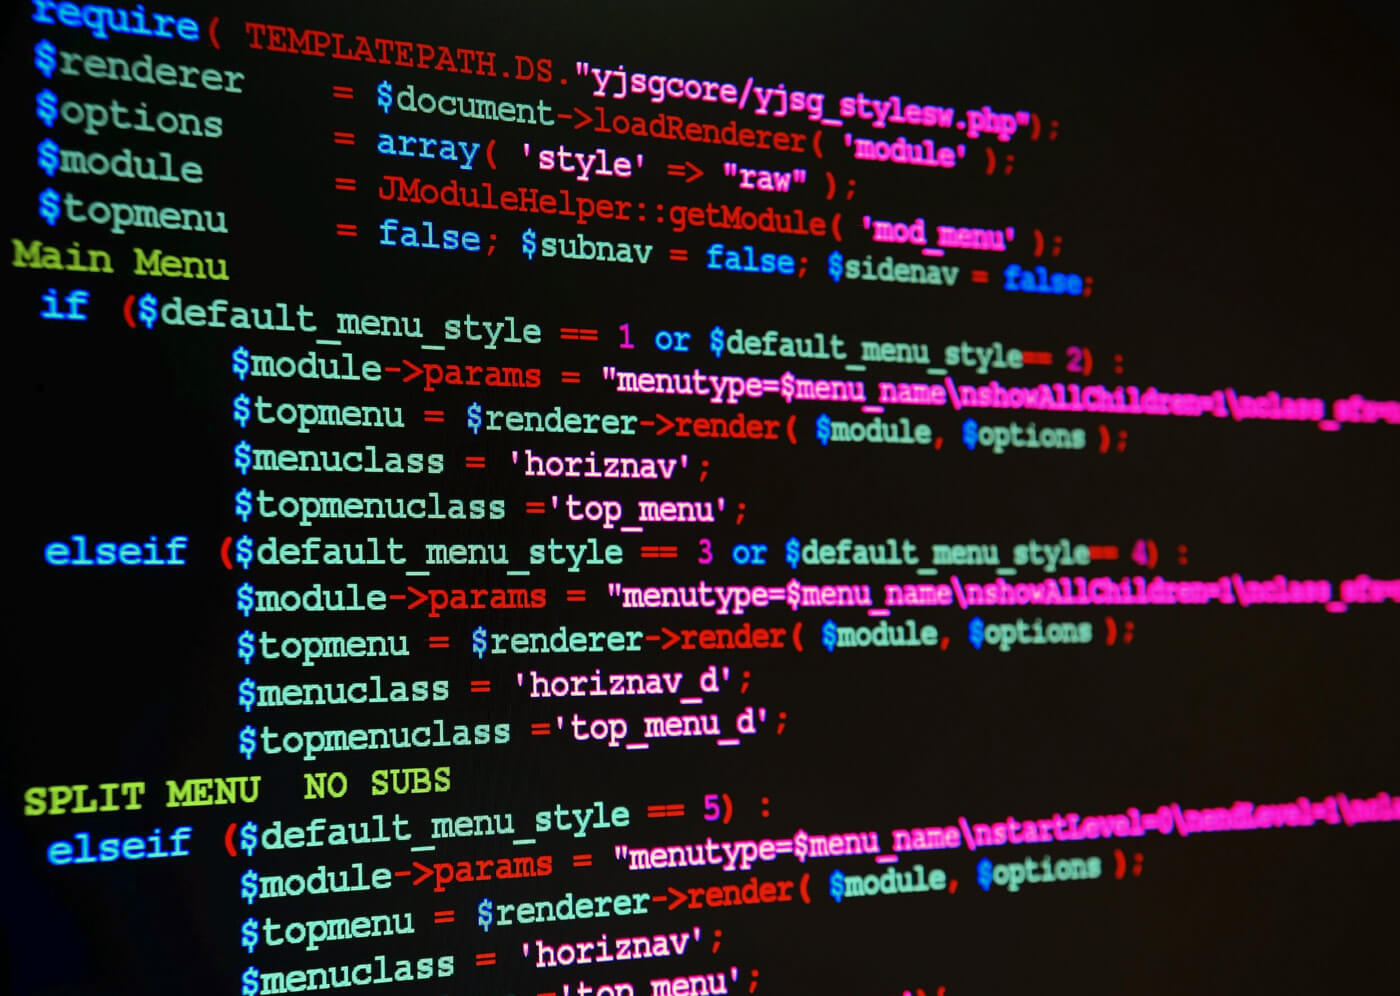 require( TEMPLATEPATH.DS."yjsgcore/yjsg_stylesw.php");
$renderer = $document->loadRenderer( 'module' );
$options = array( 'style' => "raw" );
$module = JModuleHelper::getModule( 'mod_menu' );
$topmenu = false; $subnav = false; $sidenav = false;
Main Menu
if ($default_menu_style == 1 or $default_menu_style== 2) :
$module->params = "menutype=$menu_name\nshowAllChildren=1\nclass_sfx=
$topmenu = $renderer->render( $module, $options );
$menuclass = 'horiznav';
$topmenuclass ='top_menu';
elseif ($default_menu_style == 3 or $default_menu_style== 4) :
$module->params = "menutype=$menu_name\nshowAllChildren=1\nclass_sfx=
$topmenu = $renderer->render( $module, $options );
$menuclass = 'horiznav_d';
$topmenuclass ='top_menu_d';
SPLIT MENU NO SUBS
elseif ($default_menu_style == 5) :
$module->params = "menutype=$menu_name\nstartLevel=0\nendLevel=1\ncl
$topmenu = $renderer->render( $module, $options );
$menuclass = 'horiznav';
='top_menu';